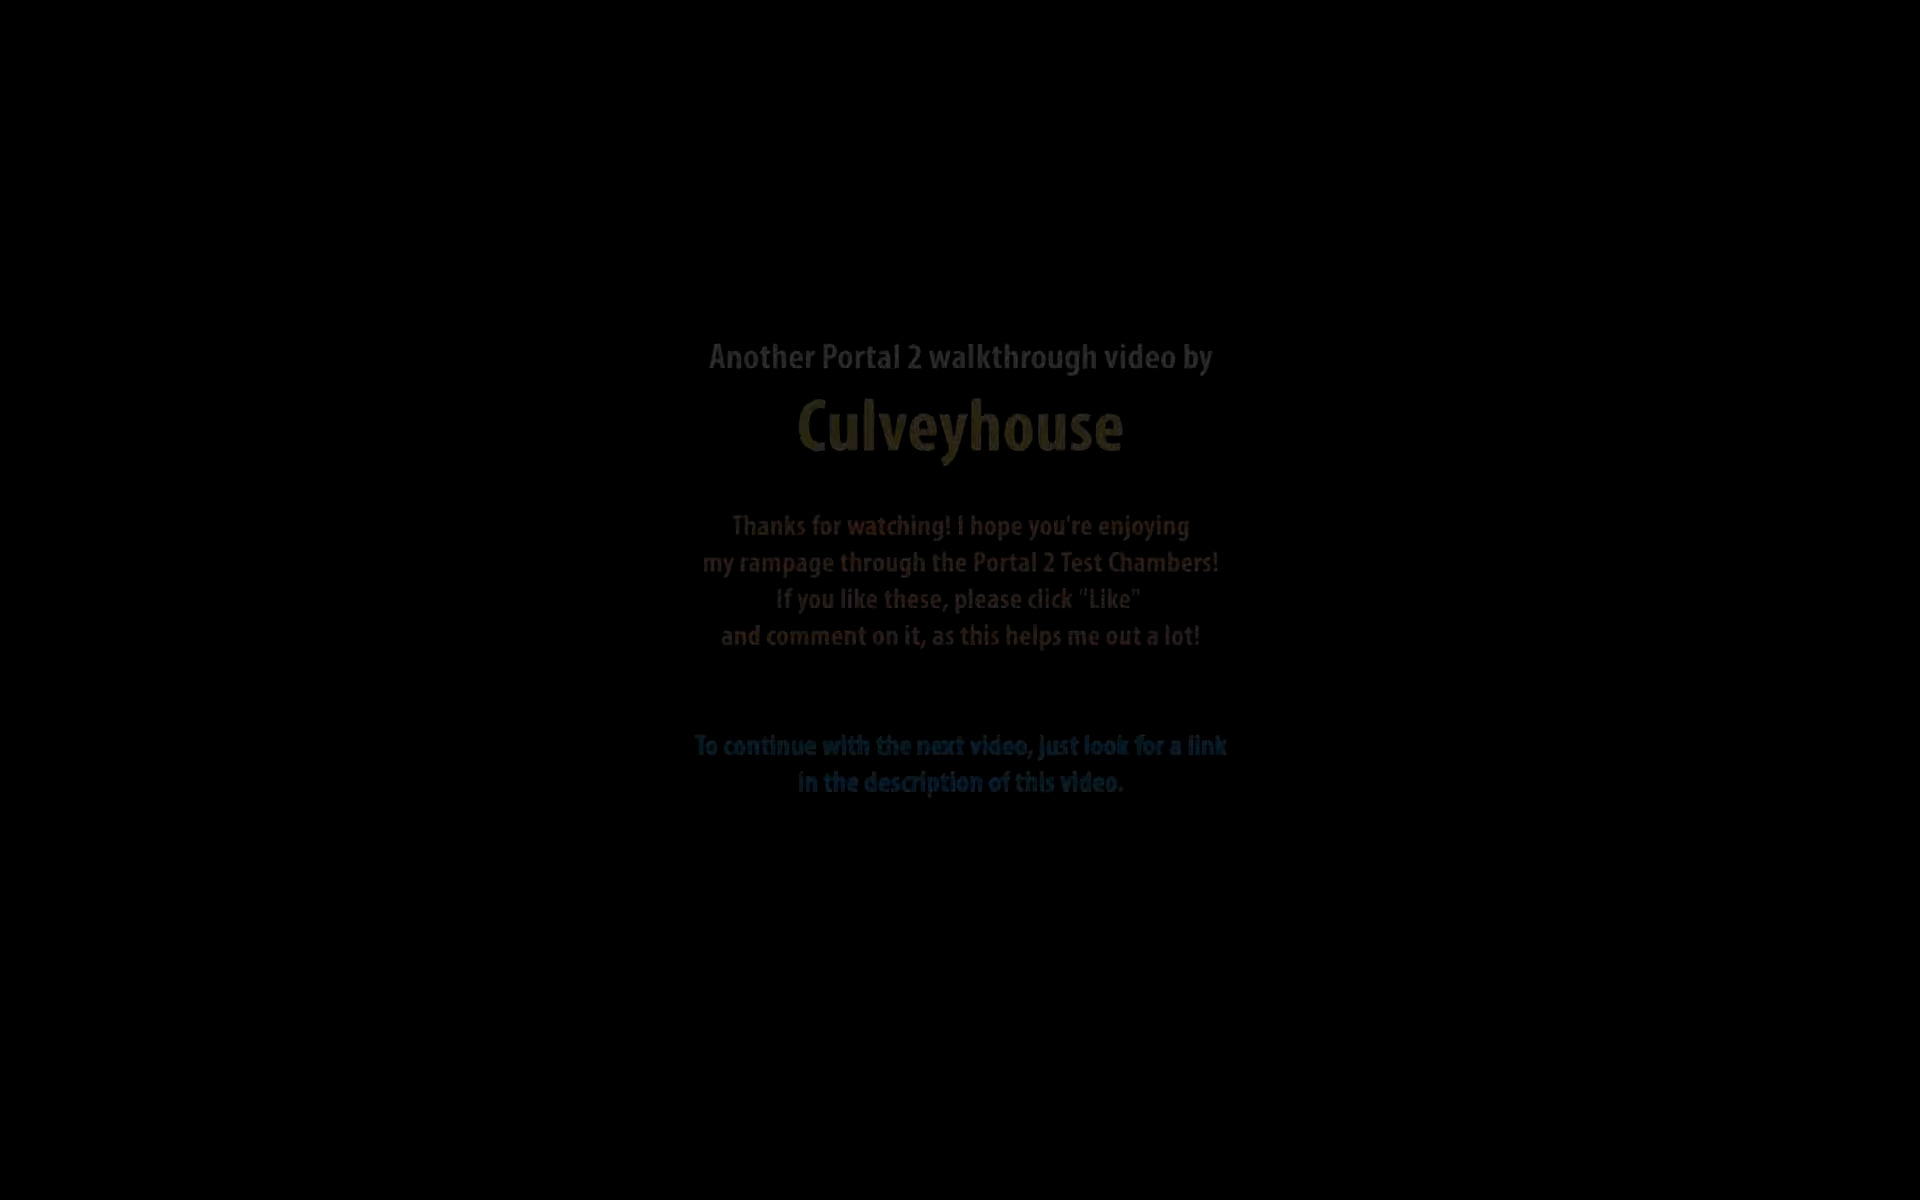 Another Portal 2 walkthrough video by
Culveyhouse
Thanks for watching! I hope you're enjoying
my rampage through the Portal 2 Test Chambers!
If you like these, please click "Like"
and comment on it, as this helps me out a lot!
To continue with the next video, just look for a link
in the description of this video.